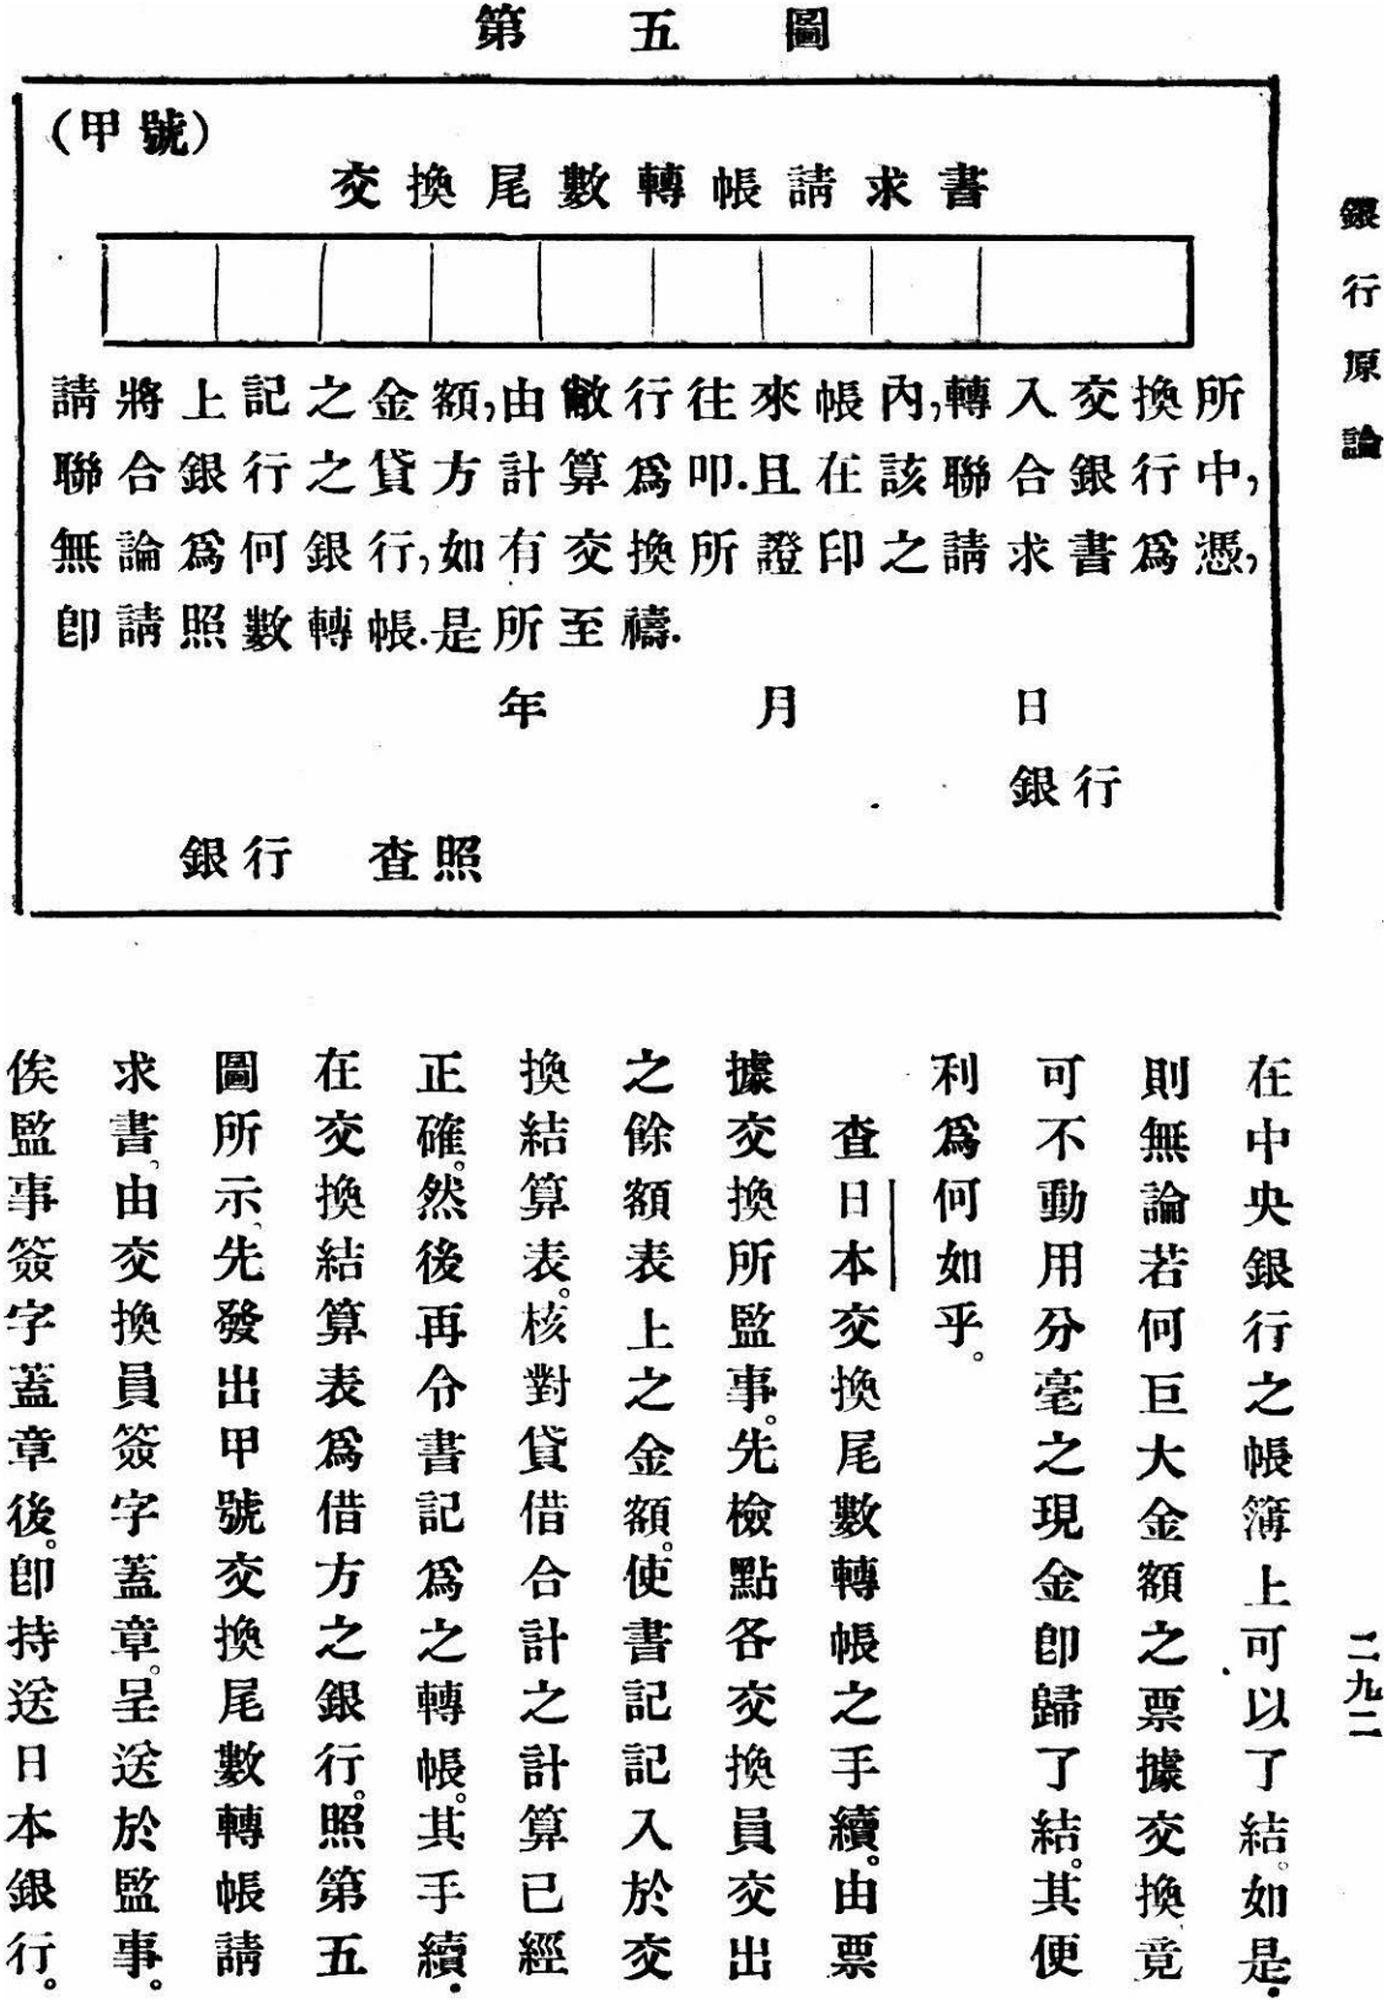 銀行原論
二九二
第五圖
(甲號)
交換尾數轉帳請求書
請將上記之金額,由敝行往來帳內,轉入交換所
聯合銀行之貸方計算爲叩.且在該聯合銀行中,
無論爲何銀行,如有交換所證印之請求書爲憑,
卽請照數轉帳.是所至禱.
年 月 日
銀行
銀行 查照
在中央銀行之帳簿上可以了結。如是.
則無論若何巨大金額之票據交換、竟
可不動用分毫之現金卽歸了結。其便
利爲何如乎。
查日本交換尾數轉帳之手續。由票
據交換所監事。先檢點各交換員交出
之餘額表上之金額。使書記記入於交
換結算表。核對貸借合計之計算已經
正確。然後再令書記爲之轉帳。其手續.
在交換結算表爲借方之銀行。照第五
圖所示、先發出甲號交換尾數轉帳請
求書、由交換員簽字蓋章。呈送於監事。
俟監事簽字蓋章後。卽持送日本銀行。